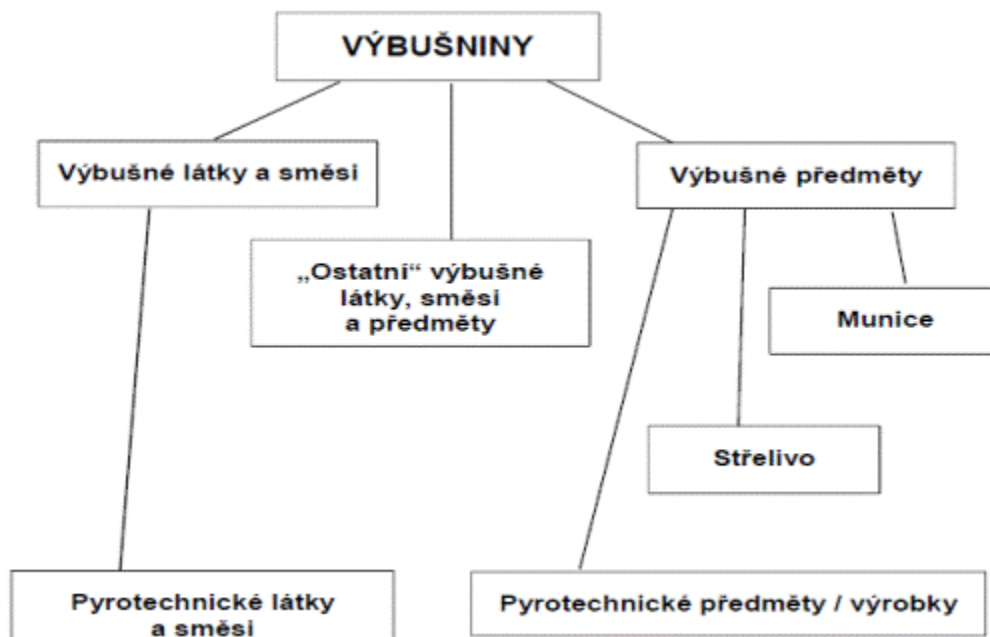 VÝBUŠNINY
Výbušné látky a směsi
Výbušné předměty
„Ostatní“ výbušné
látky, směsi
a předměty
Munice
Střelivo
Pyrotechnické látky
a směsi
Pyrotechnické předměty / výrobky